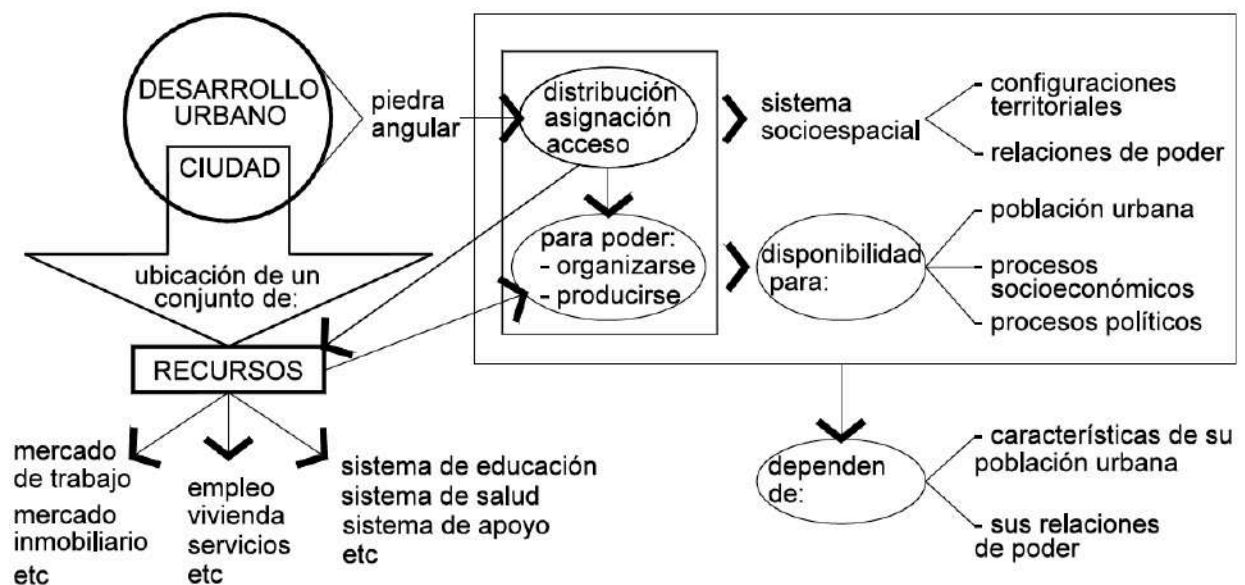 DESARROLLO
URBANO
CIUDAD
ubicación de un
conjunto de:
RECURSOS
mercado
de trabajo
mercado
inmobiliario
etc
empleo
vivienda
servicios
etc
sistema de educación
sistema de salud
sistema de apoyo
etc
piedra
angular
distribución
asignación
acceso
para poder:
- organizarse
- producirse
sistema
socioespacial
- configuraciones
territoriales
- relaciones de poder
disponibilidad
para:
- población urbana
- procesos
socioeconómicos
- procesos políticos
dependen
de:
- características de su
población urbana
- sus relaciones
de poder